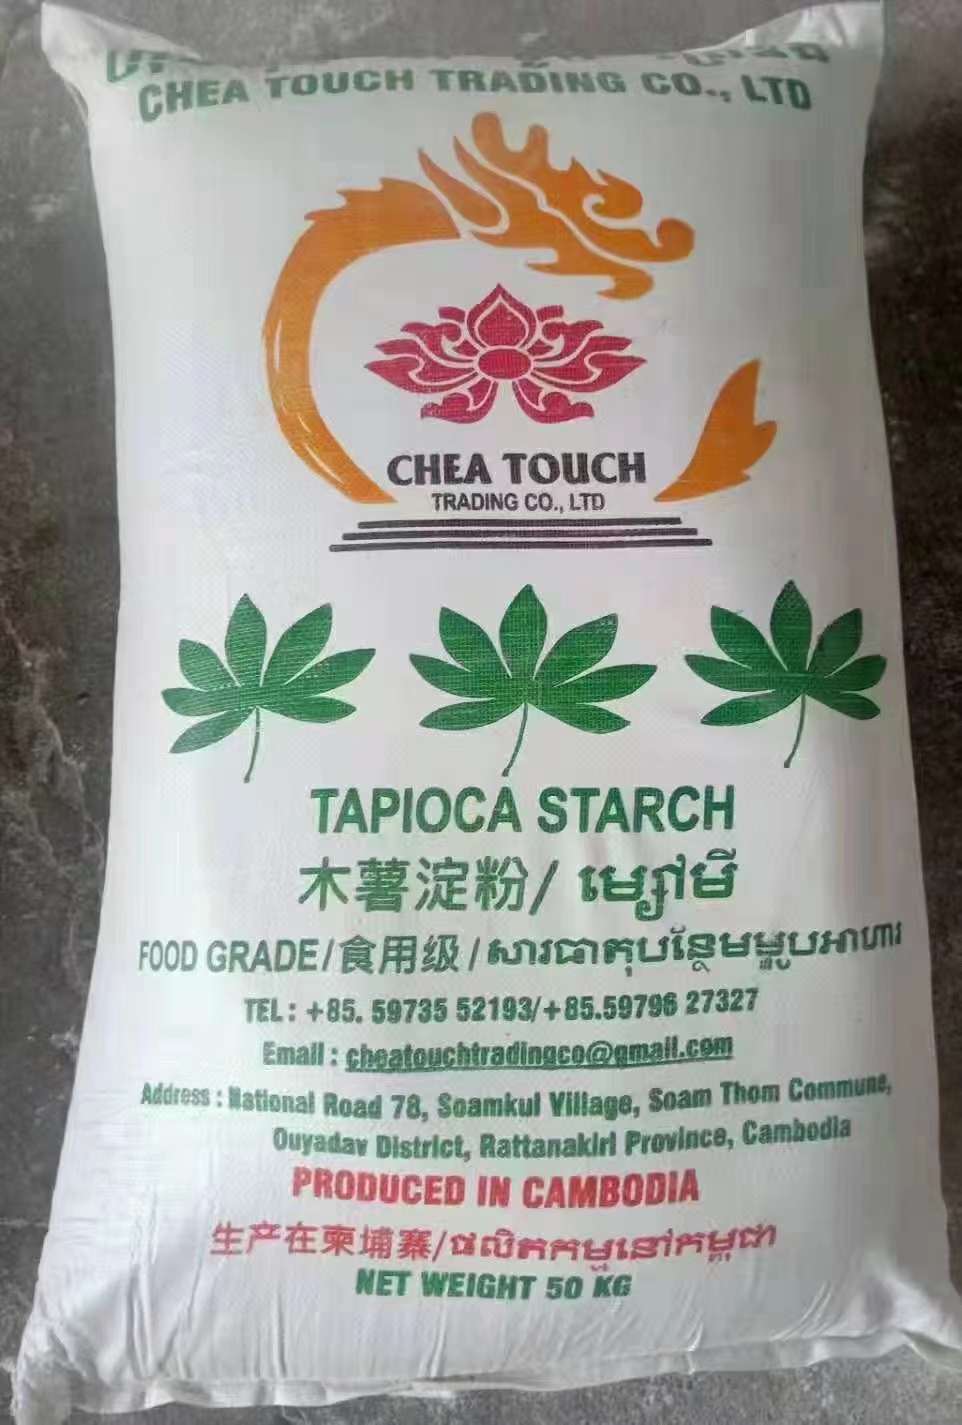 CHEA TOUCH TRADING CO., LTD
CHEA TOUCH
TRADING CO., LTD
TAPIOCA STARCH
木薯淀粉/ ម្សៅមី
FOOD GRADE/食用级/សារធាតុបន្ថែមម្ហូបអាហារ
TEL: +85. 59735 52193/+85.59796 27327
Email : cheatouchtradingco@gmail.com
Address : National Road 78, Soamkul Village, Soam Thom Commune,
Ouyadav District, Rattanakiri Province, Cambodia
PRODUCED IN CAMBODIA
生产在柬埔寨/ផលិតកម្មនៅកម្ពុជា
NET WEIGHT 50 KG